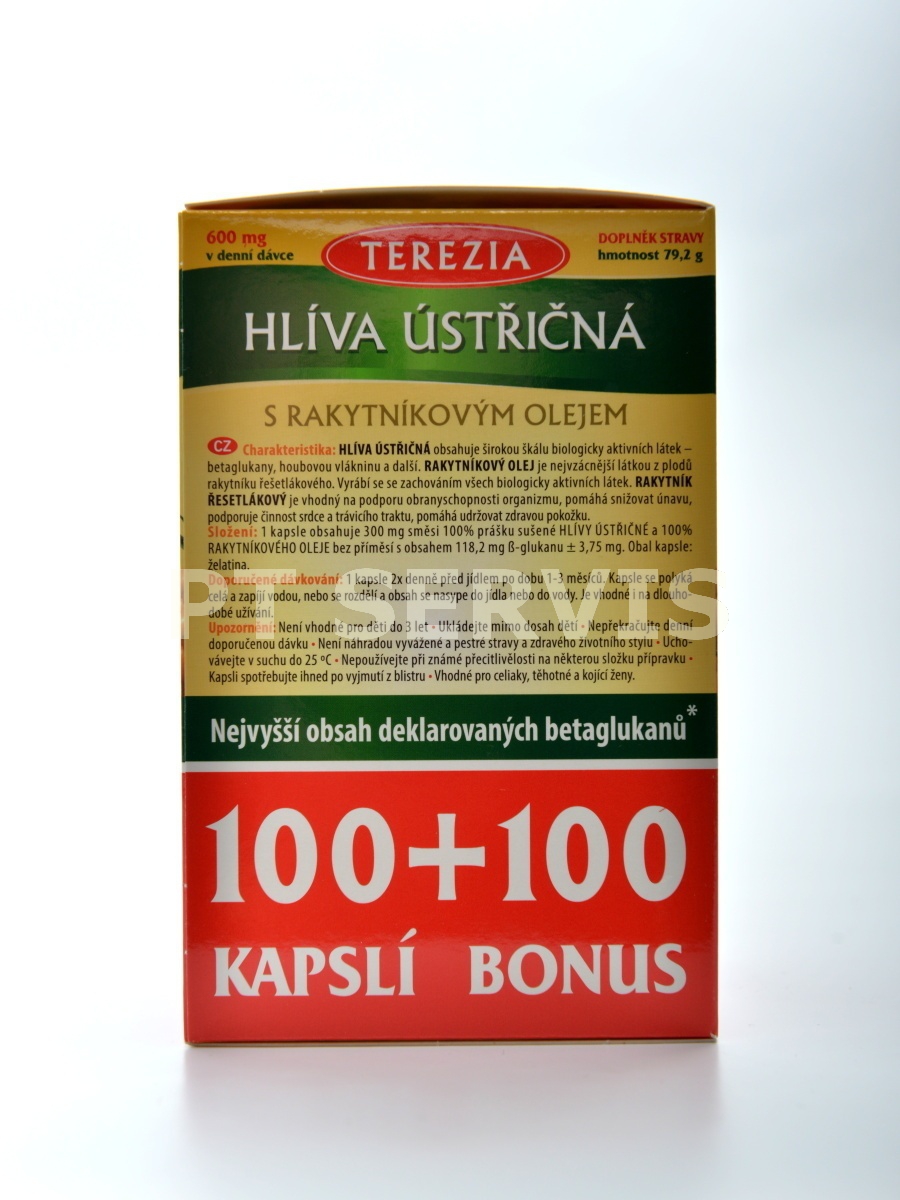 600 mg
v denní dávce
TEREZIA
DOPLNĚK STRAVY
hmotnost 79,2 g
HLÍVA ÚSTŘIČNÁ
S RAKYTNÍKOVÝM OLEJEM
CZ Charakteristika: HLÍVA ÚSTŘIČNÁ obsahuje širokou škálu biologicky aktivních látek –
betaglukany, houbovou vlákninu a další. RAKYTNÍKOVÝ OLEJ je nejvzácnější látkou z plodů
rakytníku řešetlákového. Vyrábí se se zachováním všech biologicky aktivních látek. RAKYTNÍK
ŘESETLÁKOVÝ je vhodný na podporu obranyschopnosti organizmu, pomáhá snižovat únavu,
podporuje činnost srdce a trávicího traktu, pomáhá udržovat zdravou pokožku.
Složení: 1 kapsle obsahuje 300 mg směsi 100% prášku sušené HLÍVY ÚSTŘIČNÉ a 100%
RAKYTNÍKOVÉHO OLEJE bez příměsí s obsahem 118,2 mg ß-glukanu ± 3,75 mg. Obal kapsle:
želatina.
Doporučené dávkování: 1 kapsle 2x denně před jídlem po dobu 1-3 měsíců. Kapsle se polyká
celá a zapíjí vodou, nebo se rozdělí a obsah se nasype do jídla nebo do vody. Je vhodné i na dlouho-
dobé užívání.
Upozornění: Není vhodné pro děti do 3 let • Ukládejte mimo dosah dětí • Nepřekračujte denní
doporučenou dávku • Není náhradou vyvážené a pestré stravy a zdravého životního stylu • Ucho-
vávejte v suchu do 25 ºC • Nepoužívejte při známé přecitlivělosti na některou složku přípravku •
Kapsli spotřebujte ihned po vyjmutí z blistru • Vhodné pro celiaky, těhotné a kojící ženy.
PT SERVIS
Nejvyšší obsah deklarovaných betaglukanů*
100+100
KAPSLÍ BONUS